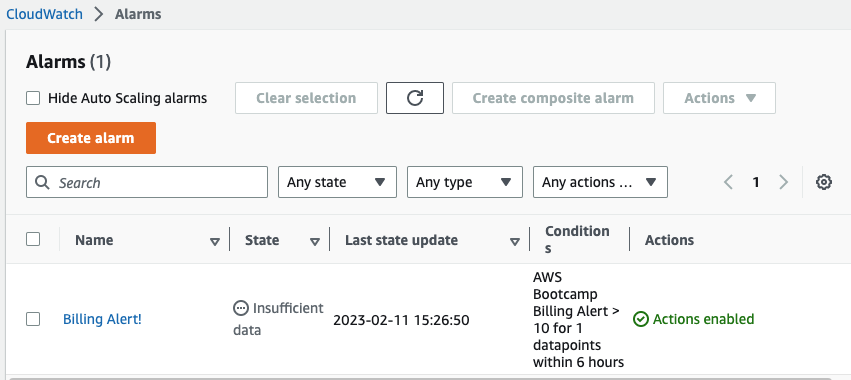 CloudWatch > Alarms
Alarms (1)
Hide Auto Scaling alarms Clear selection Create composite alarm Actions
Create alarm
Search Any state Any type Any actions ... 1
Name State Last state update Condition
s Actions
AWS
Bootcamp
Billing Alert >
10 for 1
datapoints
within 6 hours
Billing Alert! Insufficient
data 2023-02-11 15:26:50 Actions enabled